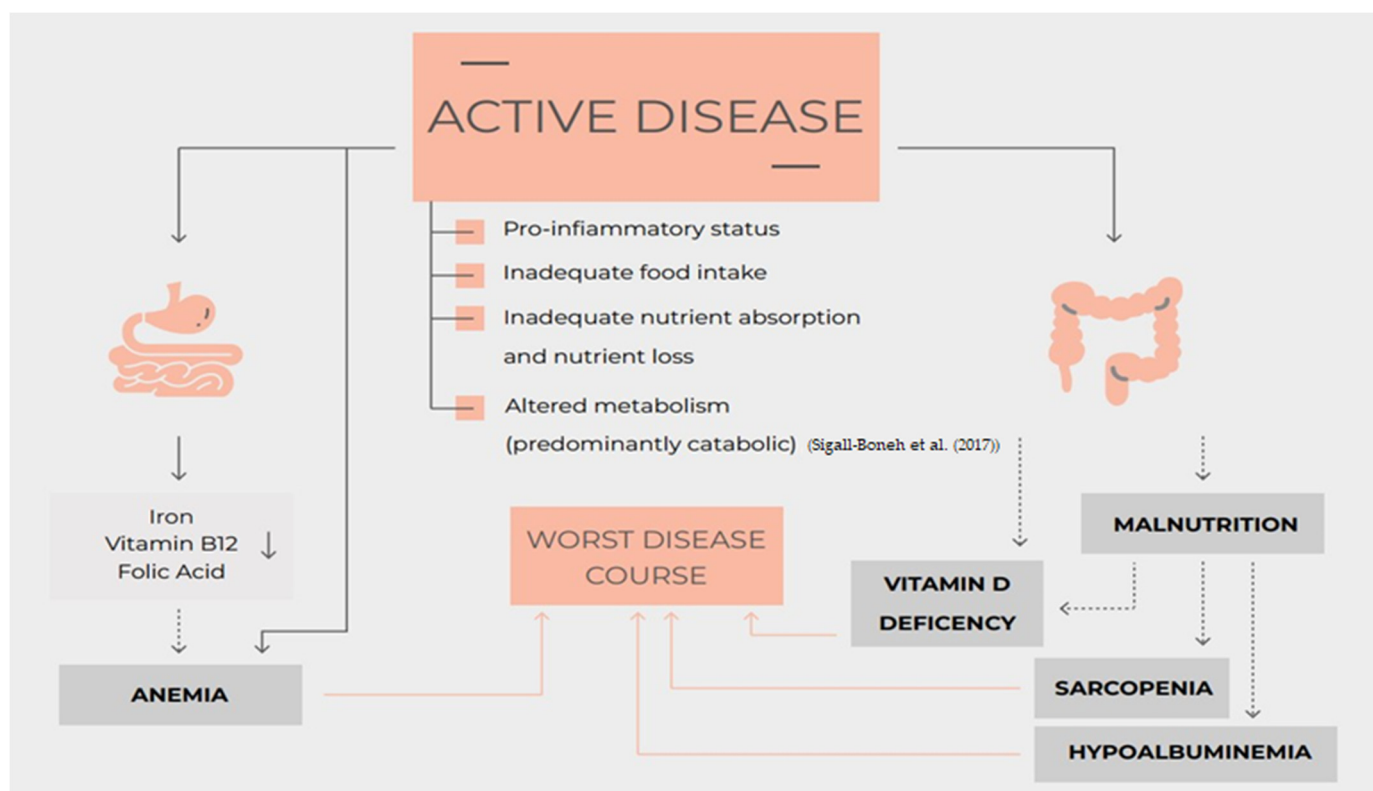 ACTIVE DISEASE
Pro-infiammatory status
Inadequate food intake
Inadequate nutrient absorption
and nutrient loss
Altered metabolism
(predominantly catabolic) (Sigall-Boneh et al. (2017))
Iron
Vitamin B12
Folic Acid
ANEMIA
WORST DISEASE
COURSE
MALNUTRITION
VITAMIN D
DEFICENCY
SARCOPENIA
HYPOALBUMINEMIA